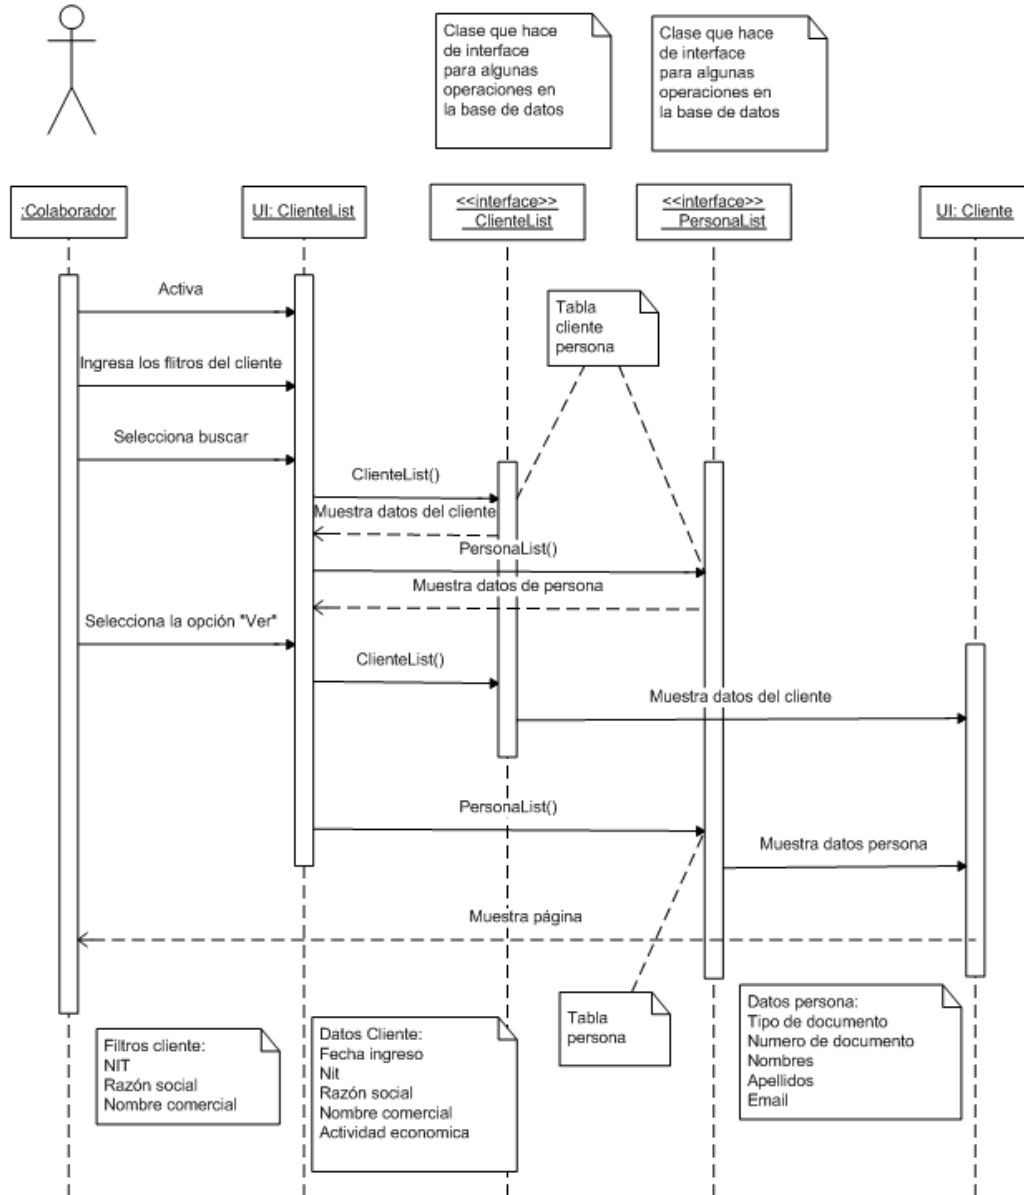 Clase que hace
de interface
para algunas
operaciones en
la base de datos
Clase que hace
de interface
para algunas
operaciones en
la base de datos
:Colaborador
UI: ClienteList
<<interface>>
ClienteList
<<interface>>
PersonaList
UI: Cliente
Activa
Tabla
cliente
persona
Ingresa los flitros del cliente
Selecciona buscar
ClienteList()
Muestra datos del cliente
PersonaList()
Muestra datos de persona
Selecciona la opción "Ver"
ClienteList()
Muestra datos del cliente
PersonaList()
Muestra datos persona
Muestra página
Filtros cliente:
NIT
Razón social
Nombre comercial
Datos Cliente:
Fecha ingreso
Nit
Razón social
Nombre comercial
Actividad economica
Tabla
persona
Datos persona:
Tipo de documento
Numero de documento
Nombres
Apellidos
Email